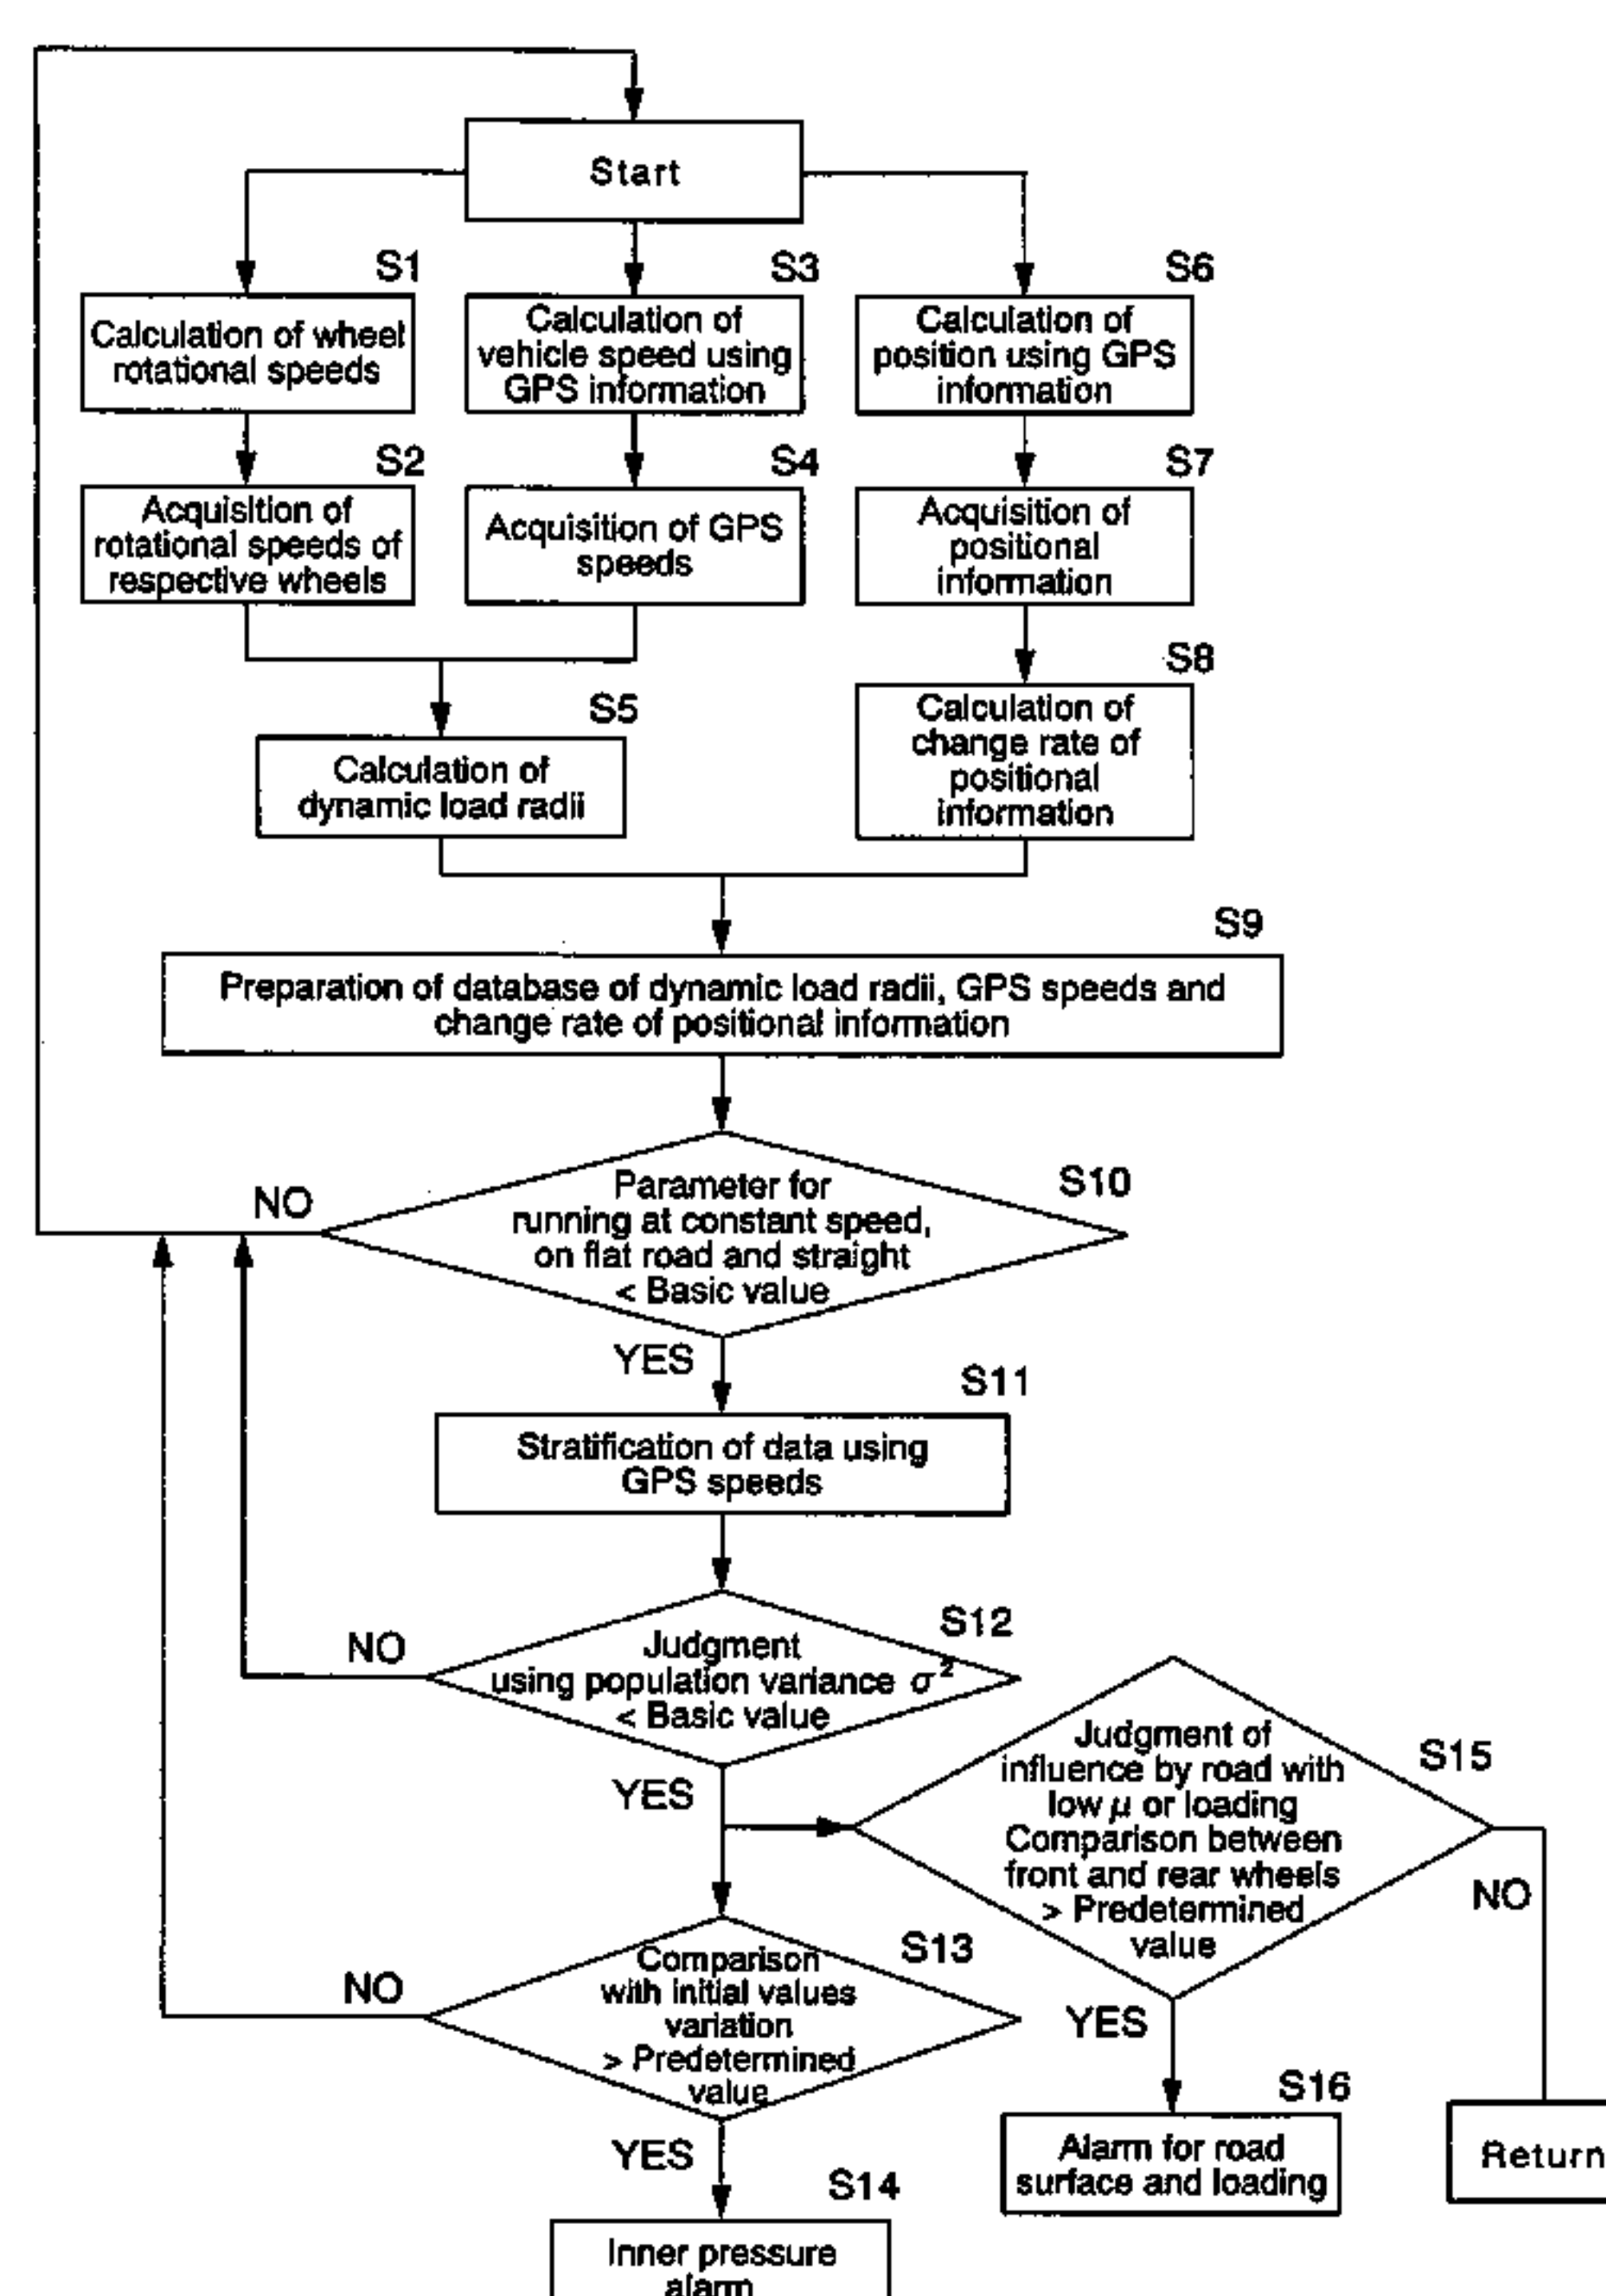 Start
S1
Calculation of wheel
rotational speeds
S3
Calculation of
vehicle speed using
GPS information
S6
Calculation of
position using GPS
information
S2
Acquisition of
rotational speeds of
respective wheels
S4
Acquisition of GPS
speeds
S7
Acquisition of
positional
information
S5
Calculation of
dynamic load radii
S8
Calculation of
change rate of
positional
information
S9
Preparation of database of dynamic load radii, GPS speeds and
change rate of positional information
S10
Parameter for
running at constant speed,
on flat road and straight
< Basic value
NO
YES
S11
Stratification of data using
GPS speeds
S12
Judgment
using population variance σ²
< Basic value
NO
YES
S15
Judgment of
influence by road with
low μ or loading
Comparison between
front and rear wheels
> Predetermined
value
NO
YES
S13
Comparison
with initial values
variation
> Predetermined
value
NO
YES
S16
Alarm for road
surface and loading
Return
S14
Inner pressure
alarm